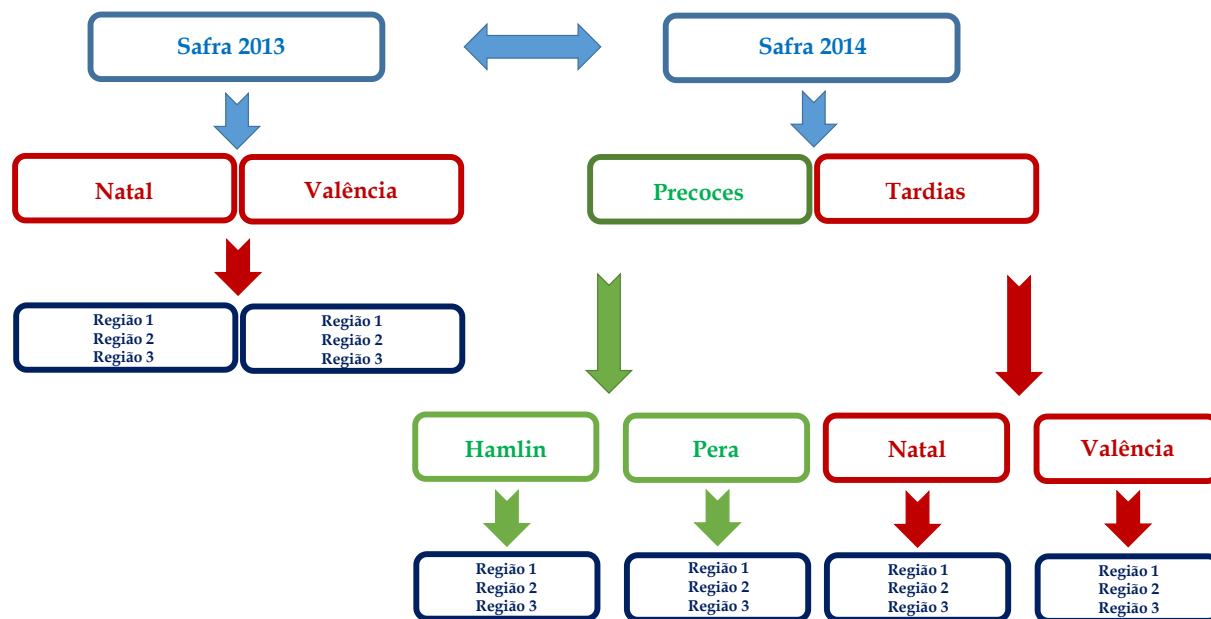 Safra 2013
Safra 2014
Natal
Valência
Precoces
Tardias
Região 1
Região 2
Região 3
Região 1
Região 2
Região 3
Hamlin
Pera
Natal
Valência
Região 1
Região 2
Região 3
Região 1
Região 2
Região 3
Região 1
Região 2
Região 3
Região 1
Região 2
Região 3